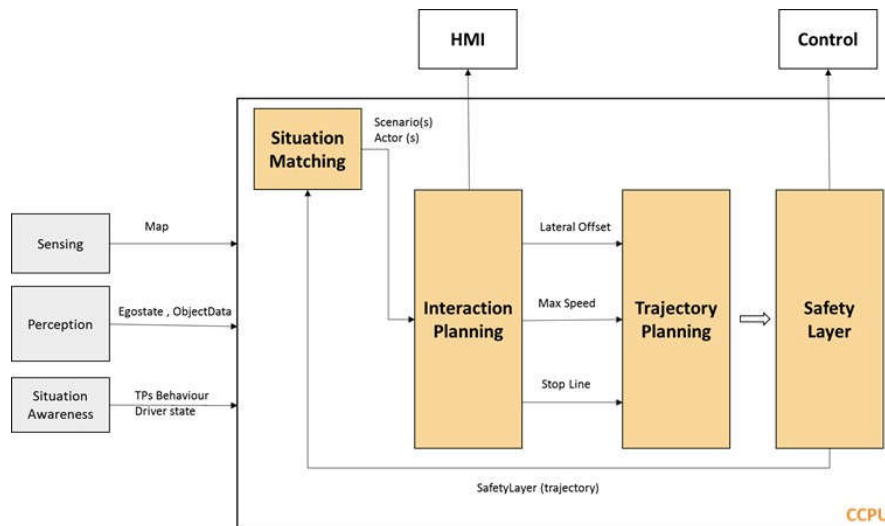 HMI
Control
Situation
Matching
Scenario(s)
Actor (s)
Sensing
Map
Lateral Offset
Perception
Egostate , ObjectData
Interaction
Planning
Max Speed
Trajectory
Planning
Safety
Layer
Situation
Awareness
TPs Behaviour
Driver state
Stop Line
SafetyLayer (trajectory)
CCPU